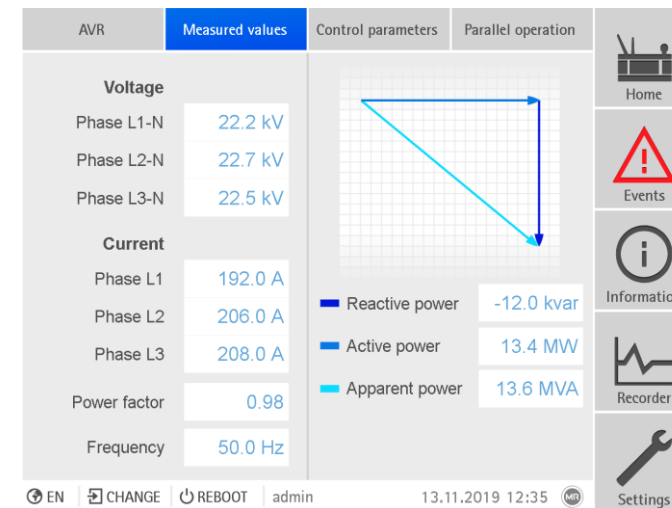 AVR Measured values Control parameters Parallel operation
Voltage
Phase L1-N 22.2 kV
Phase L2-N 22.7 kV
Phase L3-N 22.5 kV
Current
Phase L1 192.0 A
Phase L2 206.0 A
Phase L3 208.0 A
Power factor 0.98
Frequency 50.0 Hz
Reactive power -12.0 kvar
Active power 13.4 MW
Apparent power 13.6 MVA
Home
Events
Informatio
Recorder
Settings
EN CHANGE REBOOT admin 13.11.2019 12:35 MR